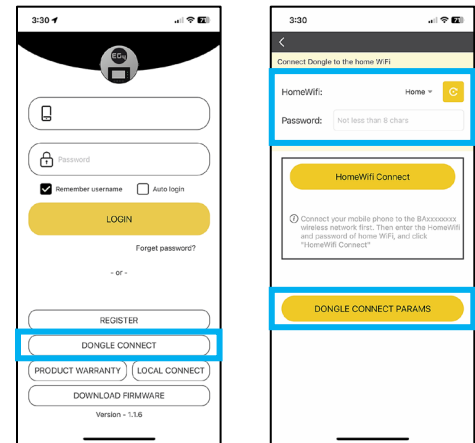 3:30
71
EG4
Password
Remember username
Auto login
LOGIN
Forget password?
- or -
REGISTER
DONGLE CONNECT
PRODUCT WARRANTY
LOCAL CONNECT
DOWNLOAD FIRMWARE
Version - 1.1.6
3:30
71
Connect Dongle to the home WiFi
HomeWifi:
Home
Password:
Not less than 8 chars
HomeWifi Connect
Connect your mobile phone to the BAxxxxxxxx
wireless network first. Then enter the HomeWifi
and password of home WiFi, and click
"HomeWifi Connect"
DONGLE CONNECT PARAMS